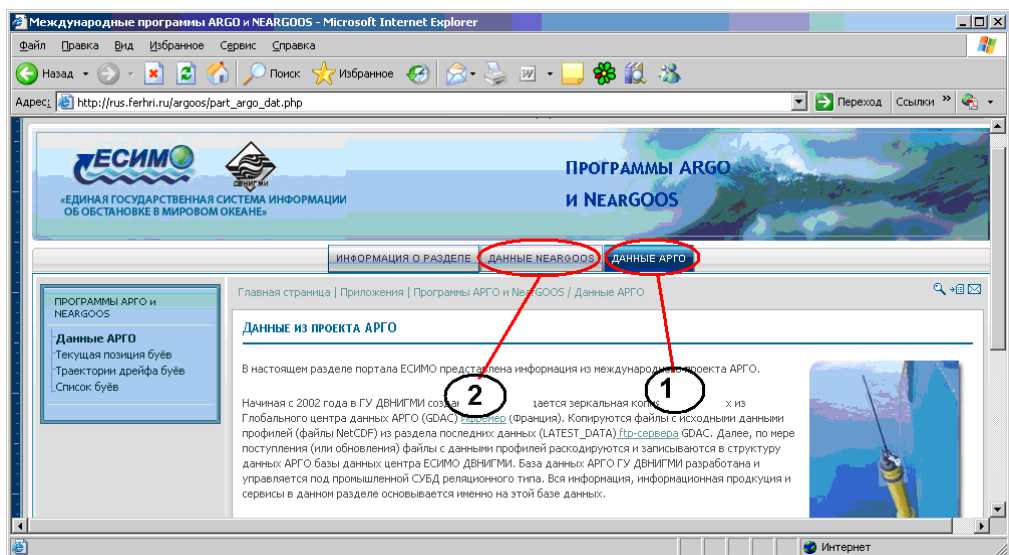 Международные программы ARGO и NEARGOOS - Microsoft Internet Explorer
Файл Правка Вид Избранное Сервис Справка
Назад Поиск Избранное
Адрес: http://rus.ferhri.ru/argoos/part_argo_dat.php Переход Ссылки »
ЕСИМО
ДВНИГМИ
«ЕДИНАЯ ГОСУДАРСТВЕННАЯ СИСТЕМА ИНФОРМАЦИИ
ОБ ОБСТАНОВКЕ В МИРОВОМ ОКЕАНЕ»
ПРОГРАММЫ ARGO
И NEARGOOS
ИНФОРМАЦИЯ О РАЗДЕЛЕ ДАННЫЕ NEARGOOS ДАННЫЕ АРГО
ПРОГРАММЫ АРГО и
NEARGOOS
Данные АРГО
Текущая позиция буёв
Траектории дрейфа буёв
Список буёв
Главная страница | Приложения | Программы АРГО и NearGOOS / Данные АРГО
ДАННЫЕ ИЗ ПРОЕКТА АРГО
В настоящем разделе портала ЕСИМО представлена информация из международного проекта АРГО.
2
1
Начиная с 2002 года в ГУ ДВНИГМИ зеркальная из
Глобального центра данных АРГО (GDAC) Ифремер (Франция). Копируются файлы с исходными данными
профилей (файлы NetCDF) из раздела последних данных (LATEST_DATA) ftp-сервера GDAC. Далее, по мере
поступления (или обновления) файлы с данными профилей раскодируются и записываются в структуру
данных АРГО базы данных центра ЕСИМО ДВНИГМИ. База данных АРГО ГУ ДВНИГМИ разработана и
управляется под промышленной СУБД реляционного типа. Вся информация, информационная продкуция и
сервисы в данном разделе основывается именно на этой базе данных.
Интернет